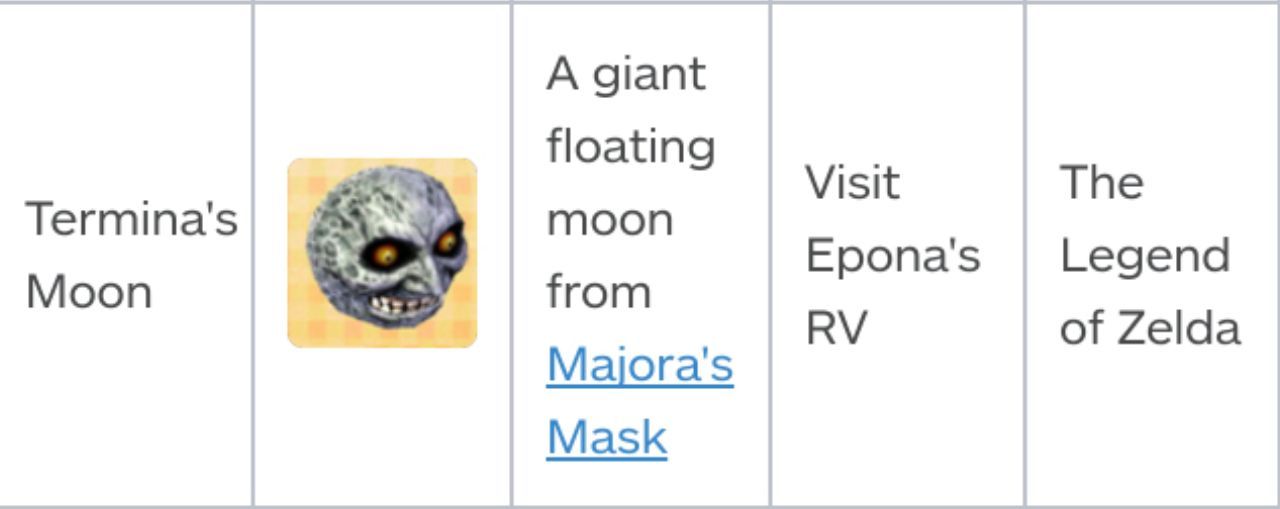 Termina's
Moon
A giant
floating
moon
from
Majora's
Mask
Visit
Epona's
RV
The
Legend
of Zelda